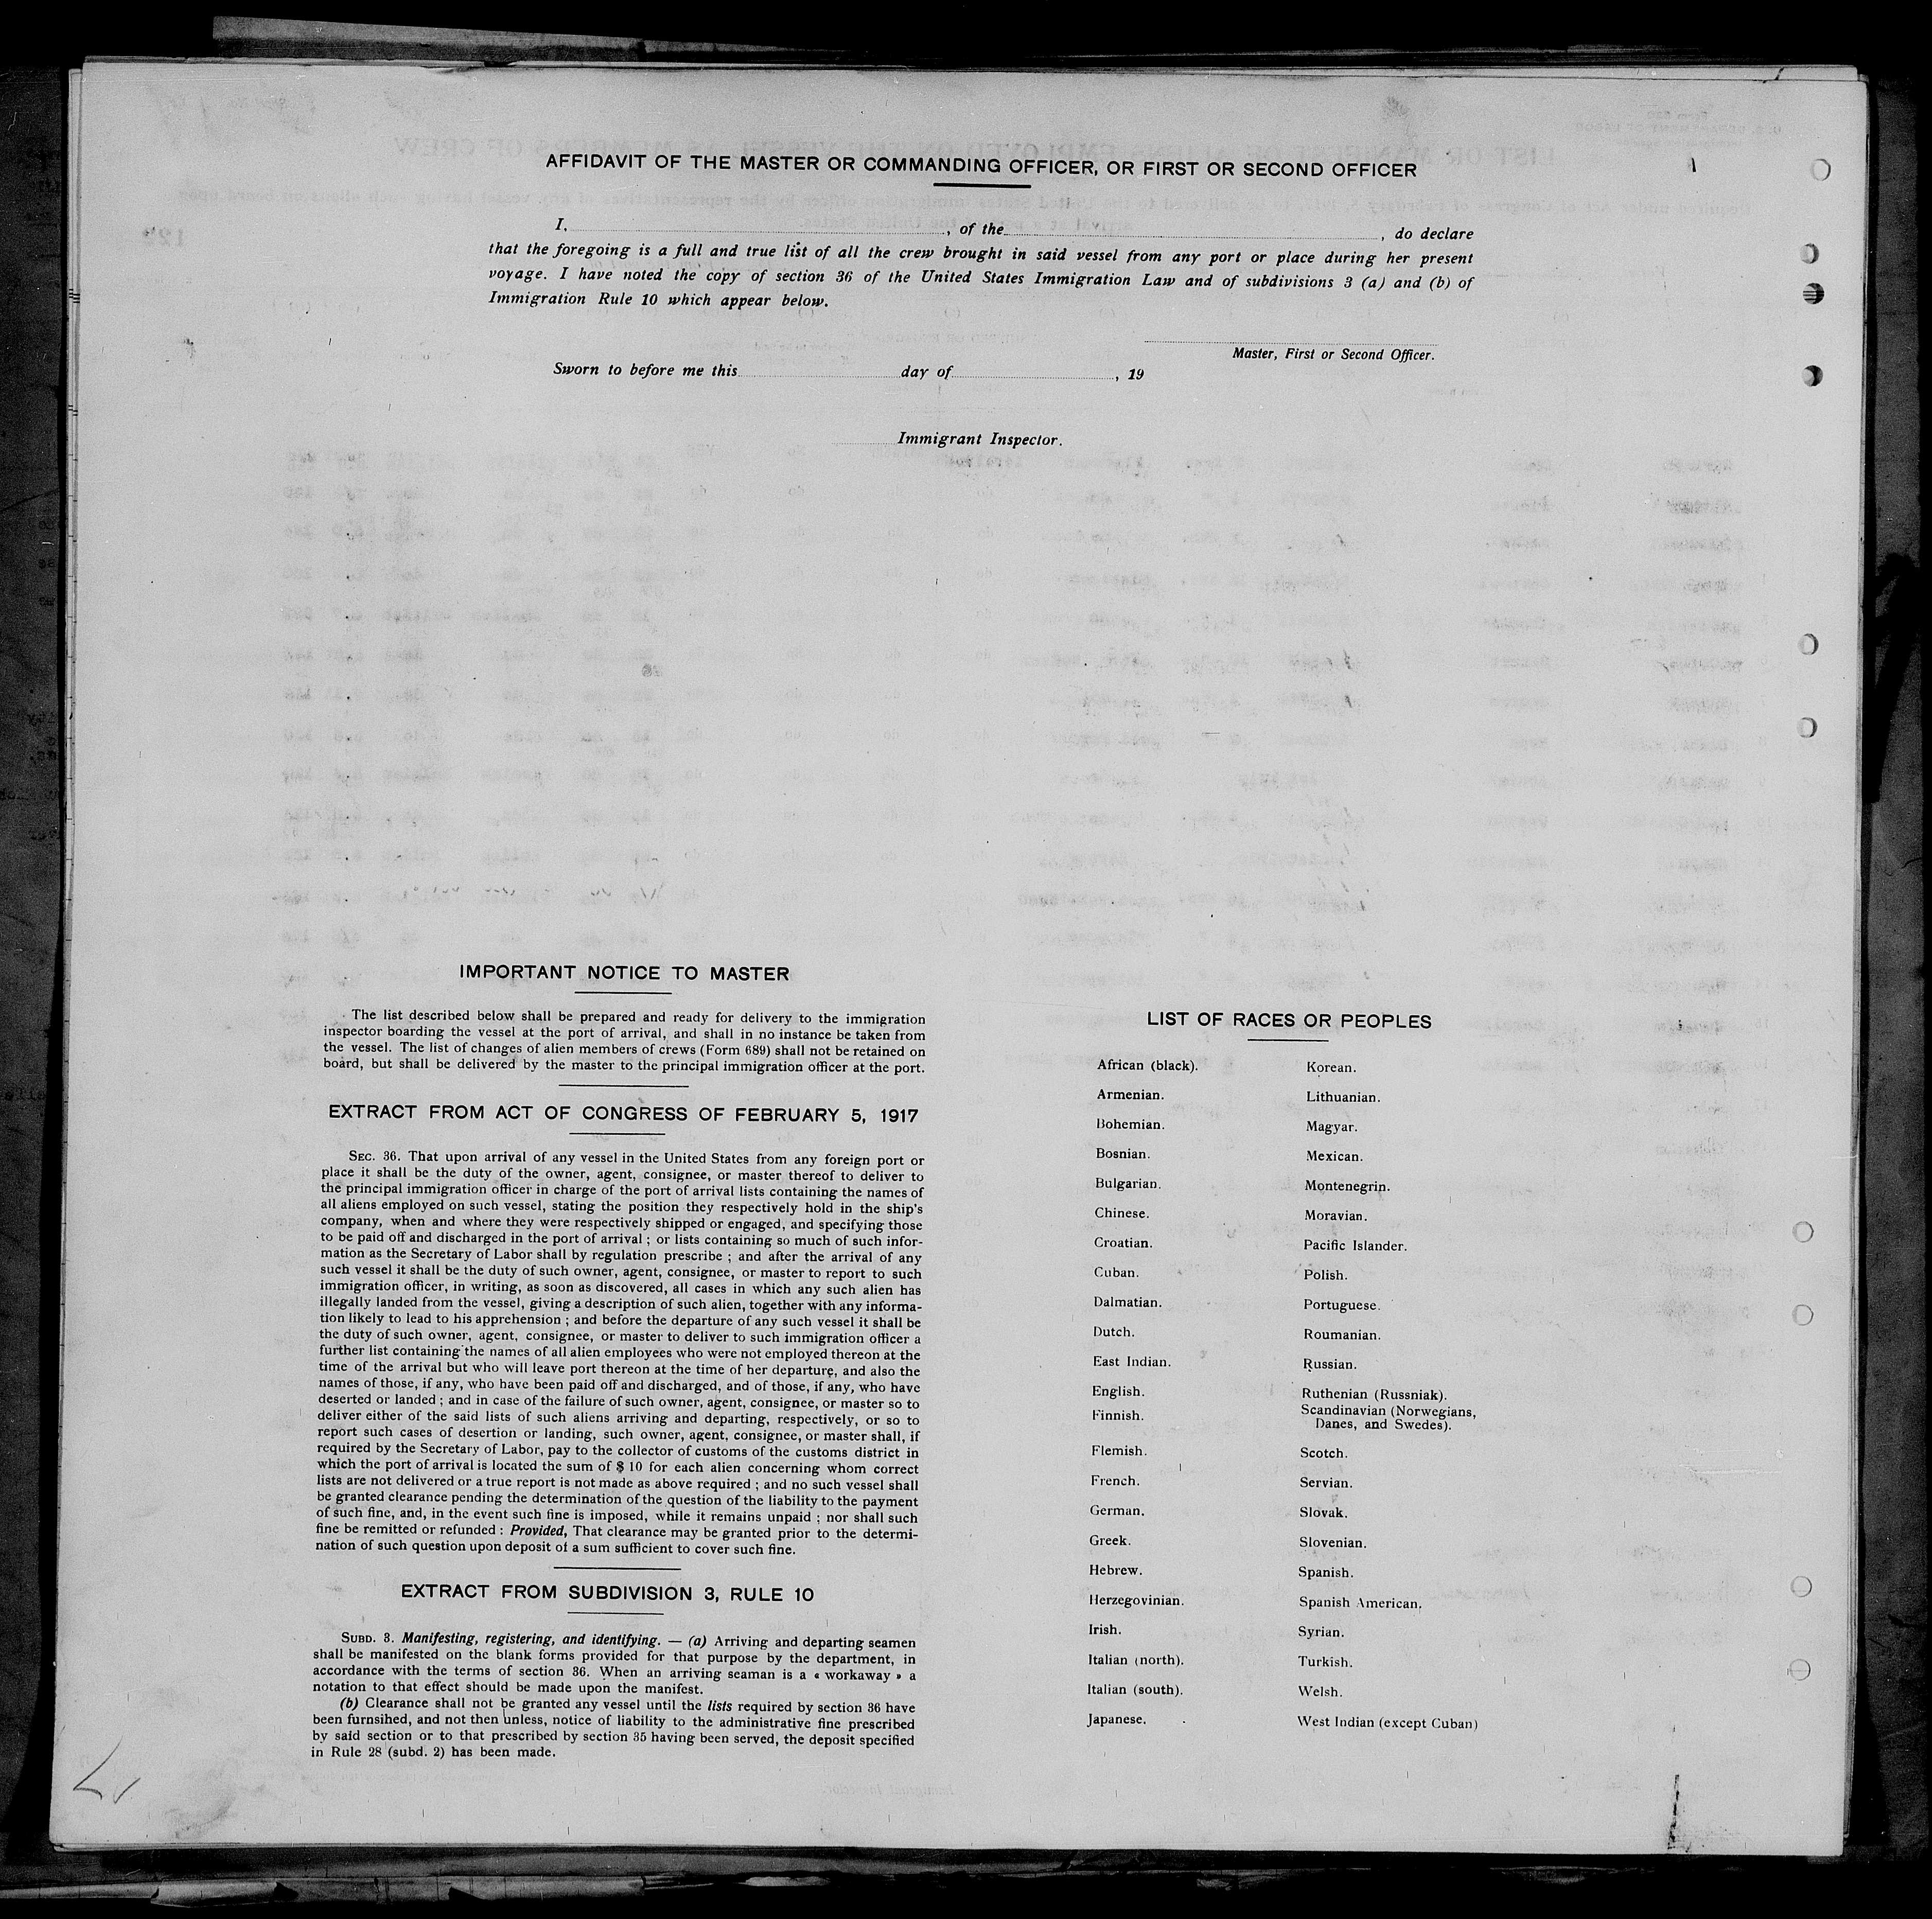 AFFIDAVIT OF THE MASTER OR COMMANDING OFFICER, OR FIRST OR SECOND OFFICER
I, , of the , do declare
that the foregoing is a full and true list of all the crew brought in said vessel from any port or place during her present
voyage. I have noted the copy of section 36 of the United States Immigration Law and of subdivisions 3 (a) and (b) of
Immigration Rule 10 which appear below.
Master, First or Second Officer.
Sworn to before me this day of , 19
Immigrant Inspector.
IMPORTANT NOTICE TO MASTER
The list described below shall be prepared and ready for delivery to the immigration
inspector boarding the vessel at the port of arrival, and shall in no instance be taken from
the vessel. The list of changes of alien members of crews (Form 689) shall not be retained on
board, but shall be delivered by the master to the principal immigration officer at the port.
EXTRACT FROM ACT OF CONGRESS OF FEBRUARY 5, 1917
SEC. 36. That upon arrival of any vessel in the United States from any foreign port or
place it shall be the duty of the owner, agent, consignee, or master thereof to deliver to
the principal immigration officer in charge of the port of arrival lists containing the names of
all aliens employed on such vessel, stating the position they respectively hold in the ship's
company, when and where they were respectively shipped or engaged, and specifying those
to be paid off and discharged in the port of arrival ; or lists containing so much of such infor-
mation as the Secretary of Labor shall by regulation prescribe ; and after the arrival of any
such vessel it shall be the duty of such owner, agent, consignee, or master to report to such
immigration officer, in writing, as soon as discovered, all cases in which any such alien has
illegally landed from the vessel, giving a description of such alien, together with any informa-
tion likely to lead to his apprehension ; and before the departure of any such vessel it shall be
the duty of such owner, agent, consignee, or master to deliver to such immigration officer a
further list containing the names of all alien employees who were not employed thereon at the
time of the arrival but who will leave port thereon at the time of her departure, and also the
names of those, if any, who have been paid off and discharged, and of those, if any, who have
deserted or landed ; and in case of the failure of such owner, agent, consignee, or master so to
deliver either of the said lists of such aliens arriving and departing, respectively, or so to
report such cases of desertion or landing, such owner, agent, consignee, or master shall, if
required by the Secretary of Labor, pay to the collector of customs of the customs district in
which the port of arrival is located the sum of $ 10 for each alien concerning whom correct
lists are not delivered or a true report is not made as above required ; and no such vessel shall
be granted clearance pending the determination of the question of the liability to the payment
of such fine, and, in the event such fine is imposed, while it remains unpaid ; nor shall such
fine be remitted or refunded : Provided, That clearance may be granted prior to the determi-
nation of such question upon deposit of a sum sufficient to cover such fine.
EXTRACT FROM SUBDIVISION 3, RULE 10
SUBD. 3. Manifesting, registering, and identifying. — (a) Arriving and departing seamen
shall be manifested on the blank forms provided for that purpose by the department, in
accordance with the terms of section 36. When an arriving seaman is a « workaway » a
notation to that effect should be made upon the manifest.
(b) Clearance shall not be granted any vessel until the lists required by section 36 have
been furnsihed, and not then unless, notice of liability to the administrative fine prescribed
by said section or to that prescribed by section 35 having been served, the deposit specified
in Rule 28 (subd. 2) has been made.
LIST OF RACES OR PEOPLES
African (black).
Armenian.
Bohemian.
Bosnian.
Bulgarian.
Chinese.
Croatian.
Cuban.
Dalmatian.
Dutch.
East Indian.
English.
Finnish.
Flemish.
French.
German.
Greek.
Hebrew.
Herzegovinian.
Irish.
Italian (north).
Italian (south).
Japanese.
Korean.
Lithuanian.
Magyar.
Mexican.
Montenegrin.
Moravian.
Pacific Islander.
Polish.
Portuguese.
Roumanian.
Russian.
Ruthenian (Russniak).
Scandinavian (Norwegians,
Danes, and Swedes).
Scotch.
Servian.
Slovak.
Slovenian.
Spanish.
Spanish American.
Syrian.
Turkish.
Welsh.
West Indian (except Cuban)